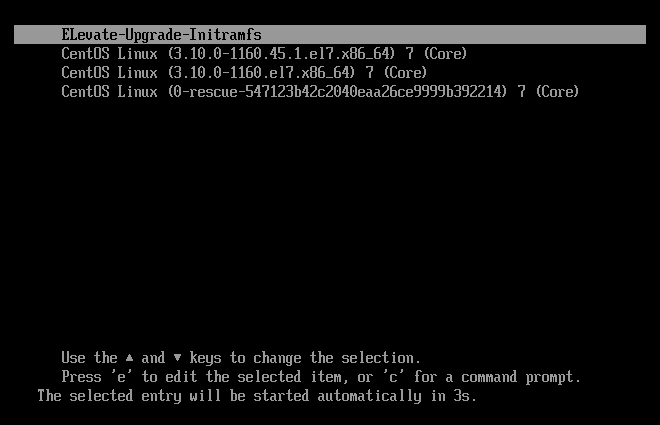 ELevate-Upgrade-Initramfs
CentOS Linux (3.10.0-1160.45.1.el7.x86_64) 7 (Core)
CentOS Linux (3.10.0-1160.el7.x86_64) 7 (Core)
CentOS Linux (0-rescue-547123b42c2040eaa26ce9999b392214) 7 (Core)
Use the ▲ and ▼ keys to change the selection.
Press 'e' to edit the selected item, or 'c' for a command prompt.
The selected entry will be started automatically in 3s.